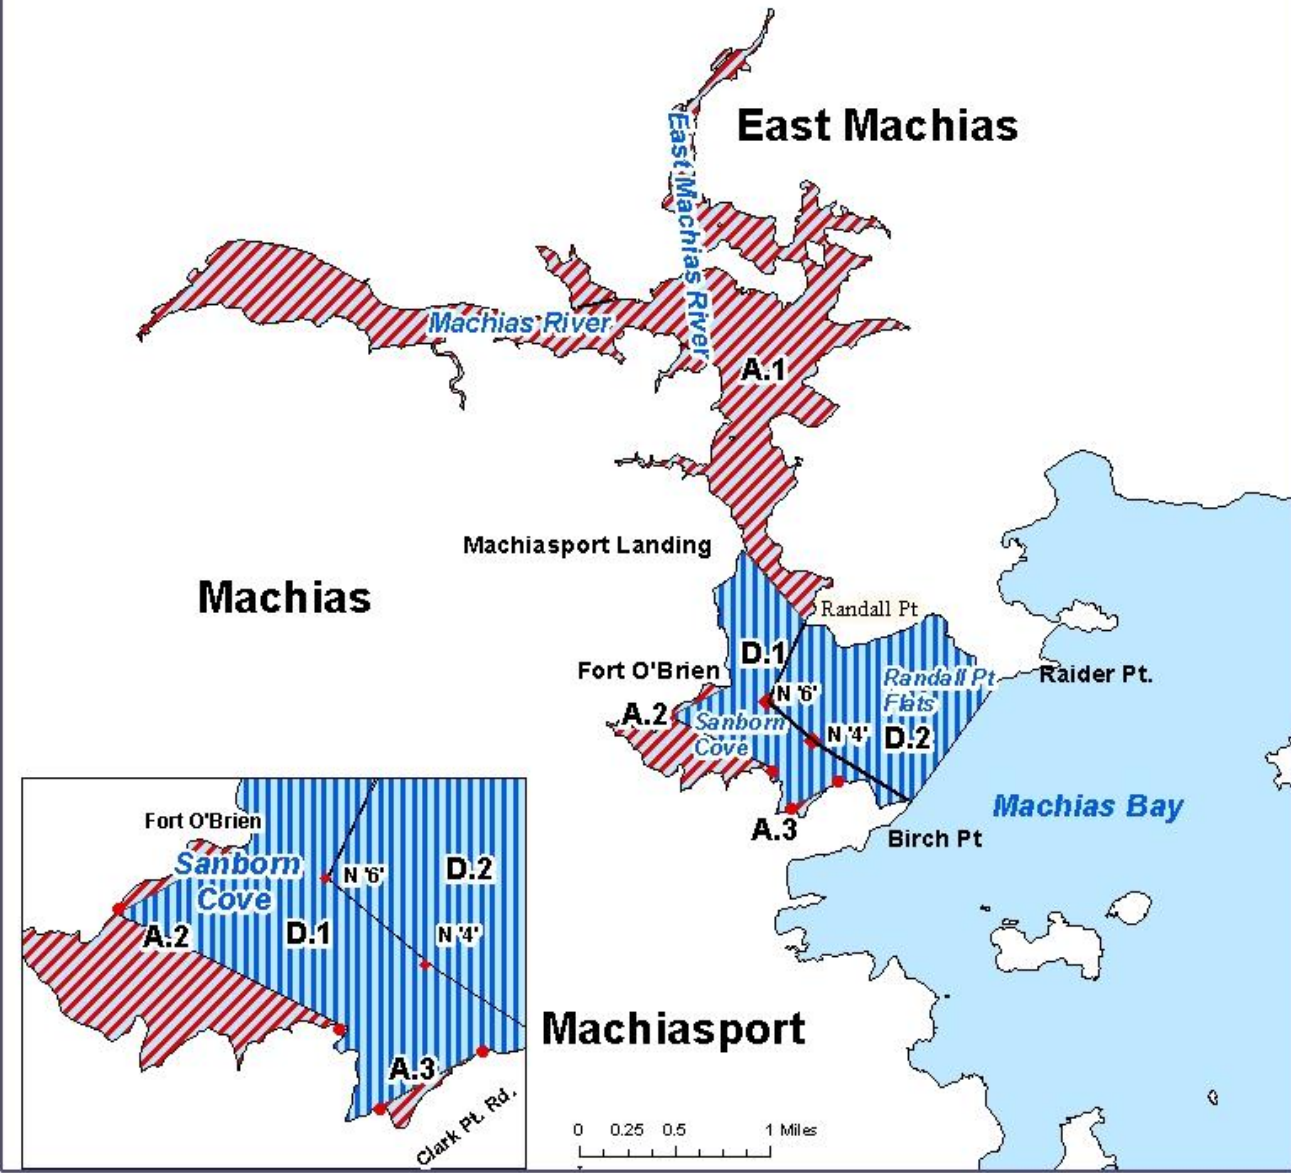 East Machias
East Machias River
Machias River
A.1
Machiasport Landing
Machias
Randall Pt
D.1
Fort O'Brien
Randall Pt
Flats
Raider Pt.
N '6'
A.2
Sanborn
Cove
N '4'
D.2
A.3
Machias Bay
Birch Pt
Fort O'Brien
Sanborn
Cove
N '6'
D.2
A.2
D.1
N '4'
A.3
Clark Pt. Rd.
Machiasport
0 0.25 0.5 1 Miles